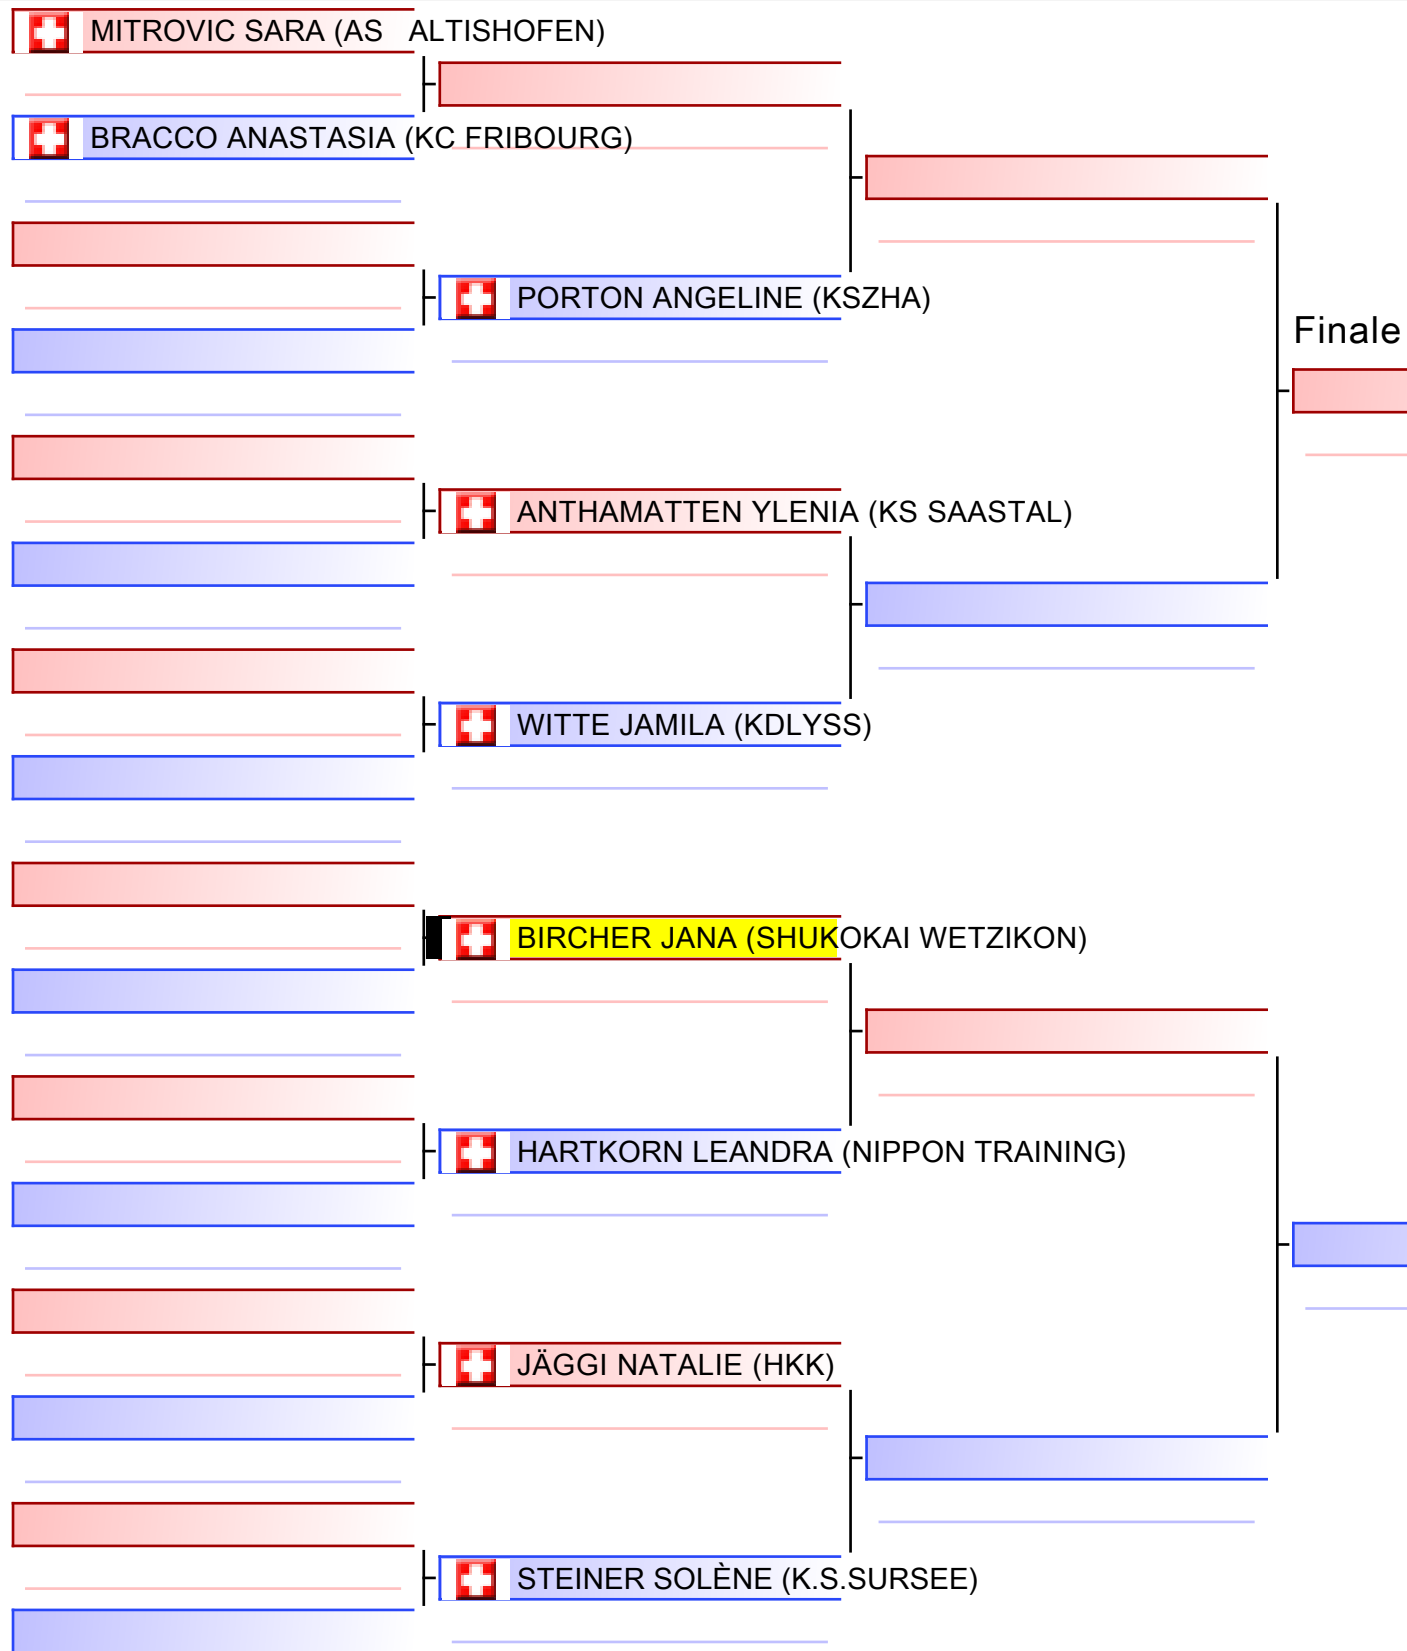 MITROVIC SARA (AS ALTISHOFEN)
BRACCO ANASTASIA (KC FRIBOURG)
PORTON ANGELINE (KSZHA)
Finale
ANTHAMATTEN YLENIA (KS SAASTAL)
WITTE JAMILA (KDLYSS)
BIRCHER JANA (SHUKOKAI WETZIKON)
HARTKORN LEANDRA (NIPPON TRAINING)
JÄGGI NATALIE (HKK)
STEINER SOLÈNE (K.S.SURSEE)